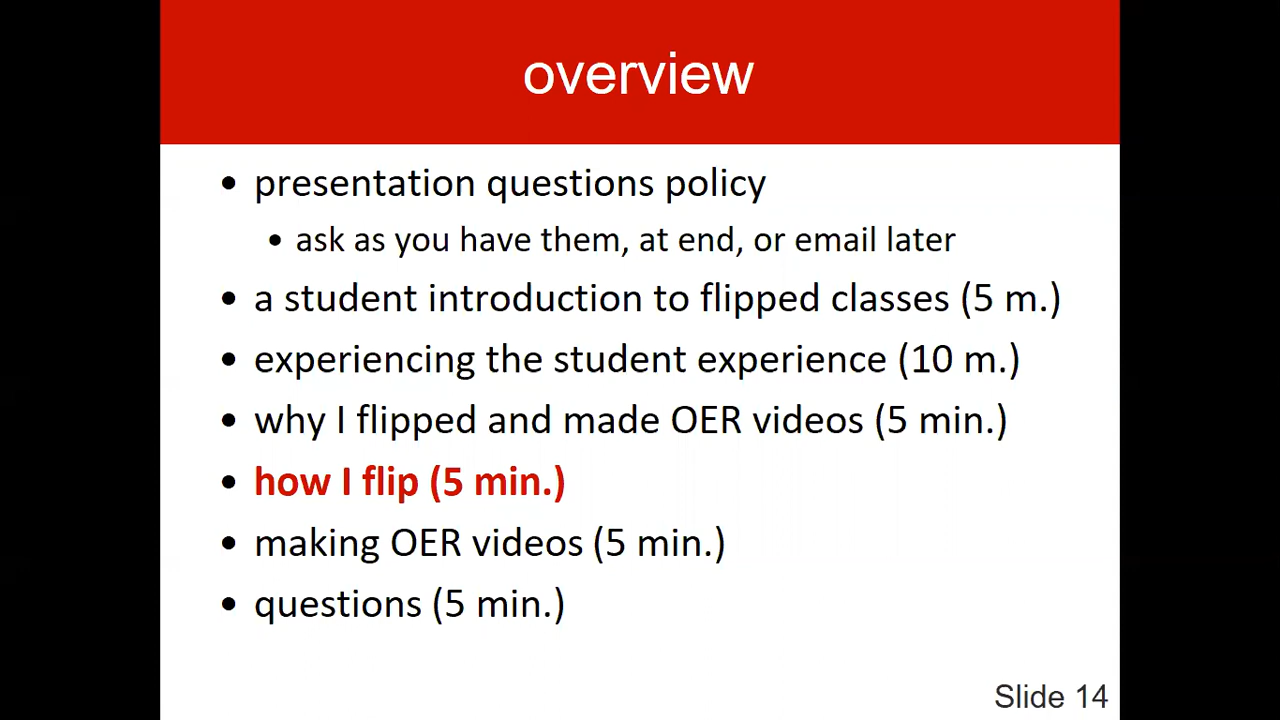 overview
• presentation questions policy
• ask as you have them, at end, or email later
• a student introduction to flipped classes (5 m.)
• experiencing the student experience (10 m.)
• why I flipped and made OER videos (5 min.)
• how I flip (5 min.)
• making OER videos (5 min.)
• questions (5 min.)
Slide 14